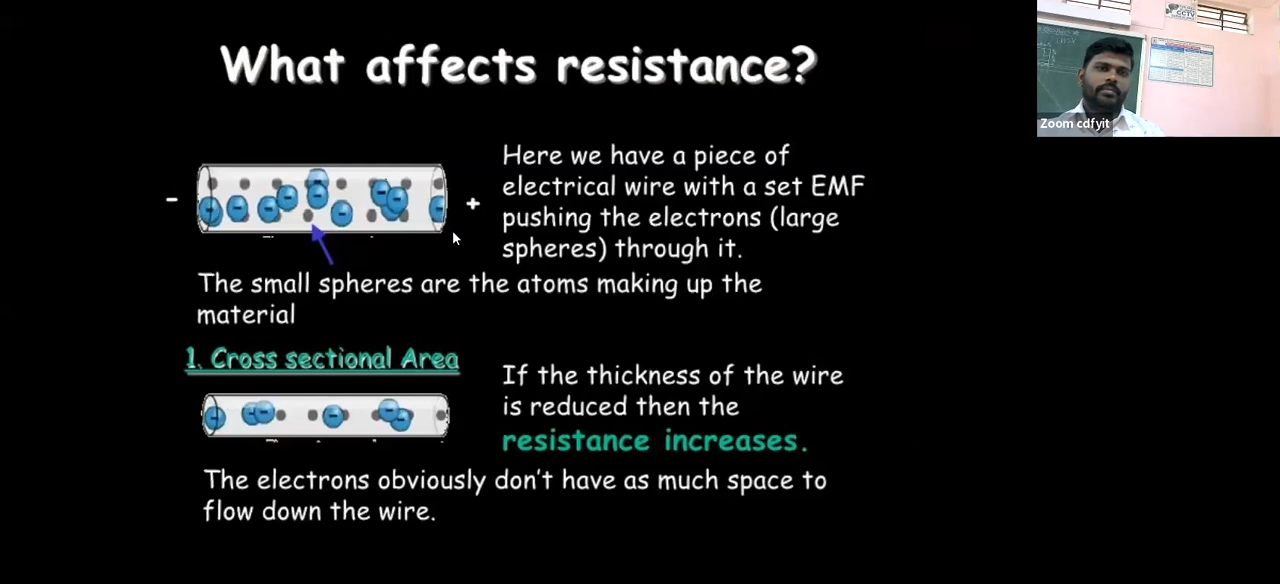 What affects resistance?
Here we have a piece of
electrical wire with a set EMF
pushing the electrons (large
spheres) through it.
-
+
The small spheres are the atoms making up the
material
1. Cross sectional Area
If the thickness of the wire
is reduced then the
resistance increases.
The electrons obviously don't have as much space to
flow down the wire.
CCTV
Zoom cdfyit